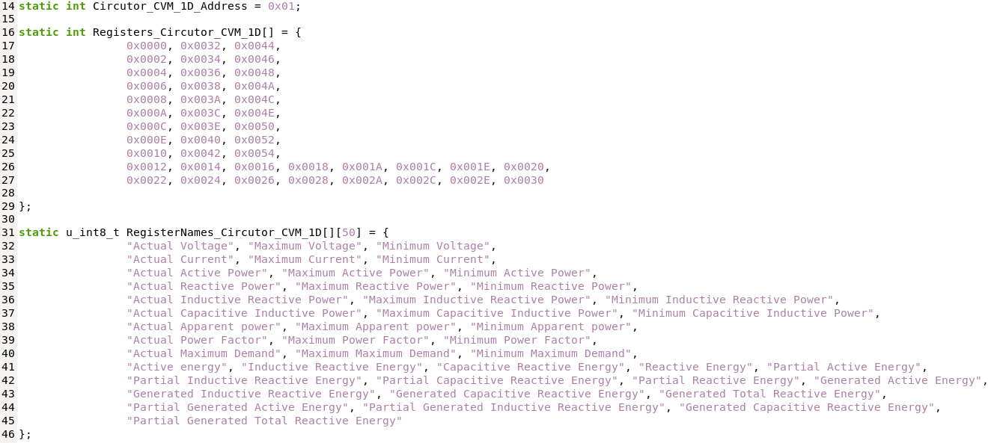 14 static int Circutor_CVM_1D_Address = 0x01;
15
16 static int Registers_Circutor_CVM_1D[] = {
17 0x0000, 0x0032, 0x0044,
18 0x0002, 0x0034, 0x0046,
19 0x0004, 0x0036, 0x0048,
20 0x0006, 0x0038, 0x004A,
21 0x0008, 0x003A, 0x004C,
22 0x000A, 0x003C, 0x004E,
23 0x000C, 0x003E, 0x0050,
24 0x000E, 0x0040, 0x0052,
25 0x0010, 0x0042, 0x0054,
26 0x0012, 0x0014, 0x0016, 0x0018, 0x001A, 0x001C, 0x001E, 0x0020,
27 0x0022, 0x0024, 0x0026, 0x0028, 0x002A, 0x002C, 0x002E, 0x0030
28
29 };
30
31 static u_int8_t RegisterNames_Circutor_CVM_1D[][50] = {
32 "Actual Voltage", "Maximum Voltage", "Minimum Voltage",
33 "Actual Current", "Maximum Current", "Minimum Current",
34 "Actual Active Power", "Maximum Active Power", "Minimum Active Power",
35 "Actual Reactive Power", "Maximum Reactive Power", "Minimum Reactive Power",
36 "Actual Inductive Reactive Power", "Maximum Inductive Reactive Power", "Minimum Inductive Reactive Power",
37 "Actual Capacitive Inductive Power", "Maximum Capacitive Inductive Power", "Minimum Capacitive Inductive Power",
38 "Actual Apparent power", "Maximum Apparent power", "Minimum Apparent power",
39 "Actual Power Factor", "Maximum Power Factor", "Minimum Power Factor",
40 "Actual Maximum Demand", "Maximum Maximum Demand", "Minimum Maximum Demand",
41 "Active energy", "Inductive Reactive Energy", "Capacitive Reactive Energy", "Reactive Energy", "Partial Active Energy",
42 "Partial Inductive Reactive Energy", "Partial Capacitive Reactive Energy", "Partial Reactive Energy", "Generated Active Energy",
43 "Generated Inductive Reactive Energy", "Generated Capacitive Reactive Energy", "Generated Total Reactive Energy",
44 "Partial Generated Active Energy", "Partial Generated Inductive Reactive Energy", "Generated Capacitive Reactive Energy",
45 "Partial Generated Total Reactive Energy"
46 };